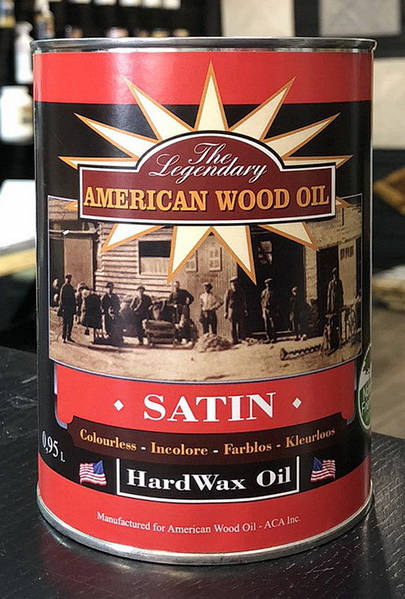 The
Legendary
AMERICAN WOOD OIL
SATIN
Colourless - Incolore - Farblos - Kleurloos
0,95 L
HardWax Oil
Manufactured for American Wood Oil - ACA Inc.